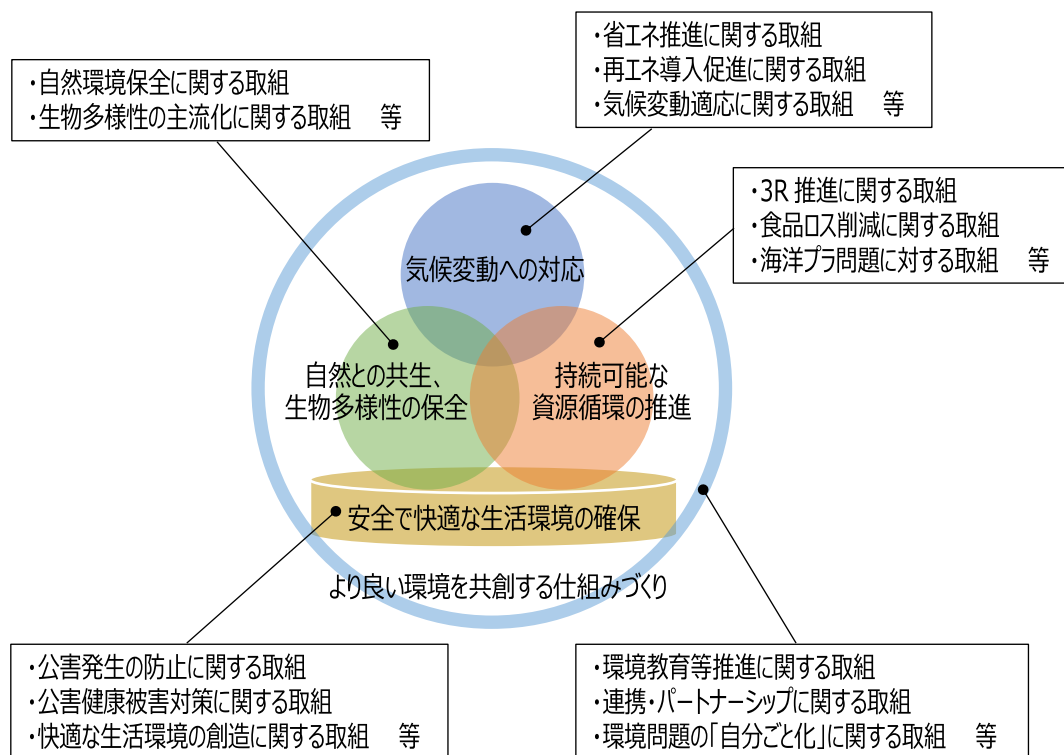 ・省エネ推進に関する取組
・再エネ導入促進に関する取組
・気候変動適応に関する取組 等
・自然環境保全に関する取組
・生物多様性の主流化に関する取組 等
・3R 推進に関する取組
・食品ロス削減に関する取組
・海洋プラ問題に対する取組 等
気候変動への対応
自然との共生、
生物多様性の保全
持続可能な
資源循環の推進
安全で快適な生活環境の確保
より良い環境を共創する仕組みづくり
・公害発生の防止に関する取組
・公害健康被害対策に関する取組
・快適な生活環境の創造に関する取組 等
・環境教育等推進に関する取組
・連携・パートナーシップに関する取組
・環境問題の「自分ごと化」に関する取組 等